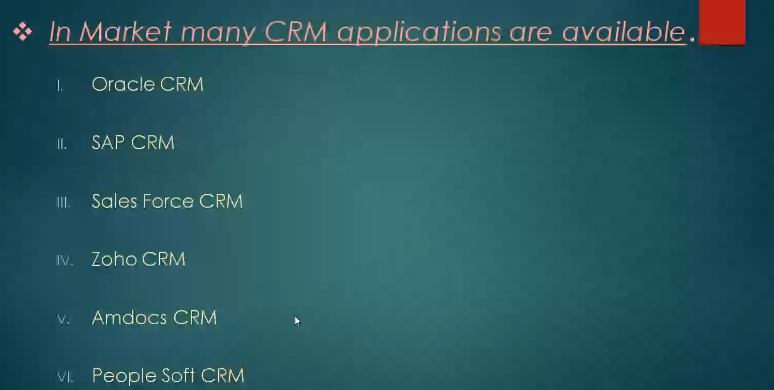 ❖ In Market many CRM applications are available.
I. Oracle CRM
II. SAP CRM
III. Sales Force CRM
IV. Zoho CRM
V. Amdocs CRM
VI. People Soft CRM